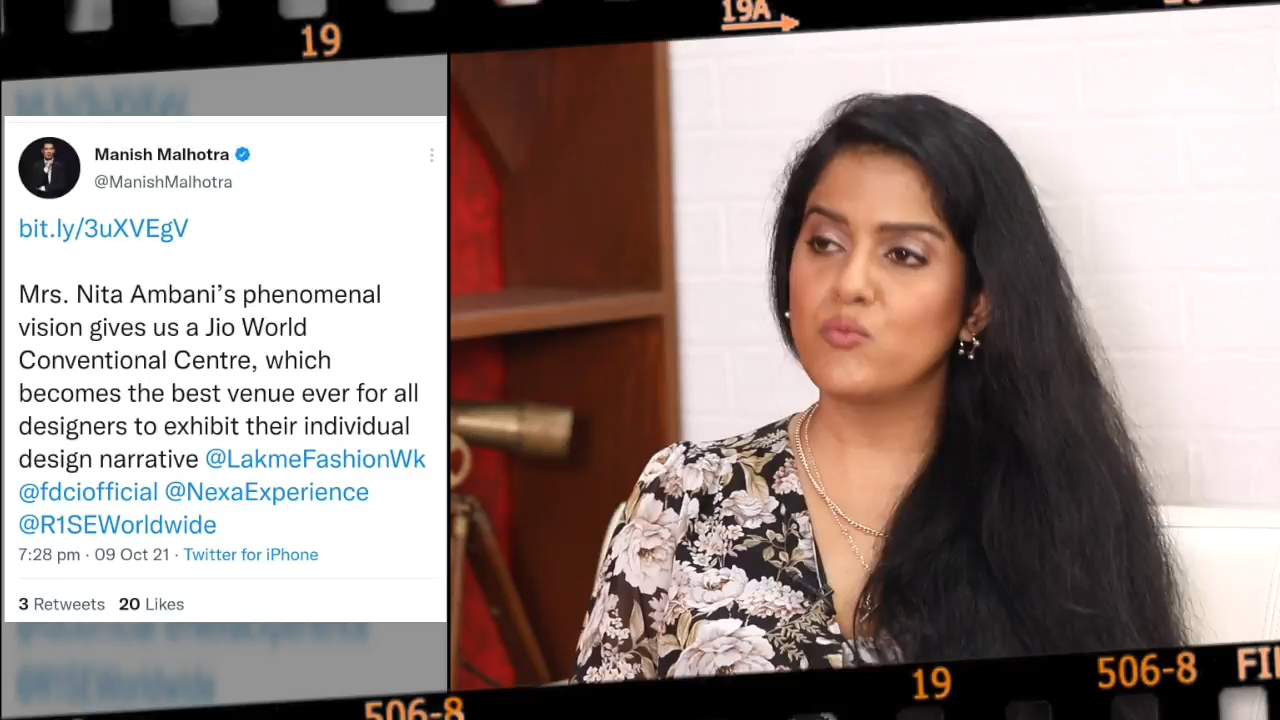 19
19A
Manish Malhotra
@ManishMalhotra
bit.ly/3uXVEgV
Mrs. Nita Ambani's phenomenal
vision gives us a Jio World
Conventional Centre, which
becomes the best venue ever for all
designers to exhibit their individual
design narrative @LakmeFashionWk
@fdciofficial @NexaExperience
@R1SEWorldwide
7:28 pm · 09 Oct 21 · Twitter for iPhone
3 Retweets 20 Likes
506-8
19
506-8